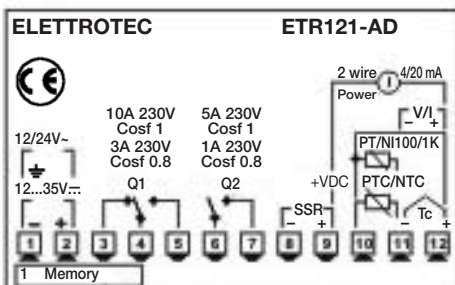 ELETTROTEC ETR121-AD
CE
2 wire 4/20 mA
I
Power
10A 230V 5A 230V
Cosf 1 Cosf 1
3A 230V 1A 230V
Cosf 0.8 Cosf 0.8
V/I
- +
12/24V~
PT/NI100/1K
12...35V⎓
Q1 Q2
+VDC
PTC/NTC
SSR
Tc
- + - + - +
1 2 3 4 5 6 7 8 9 10 11 12
1 Memory